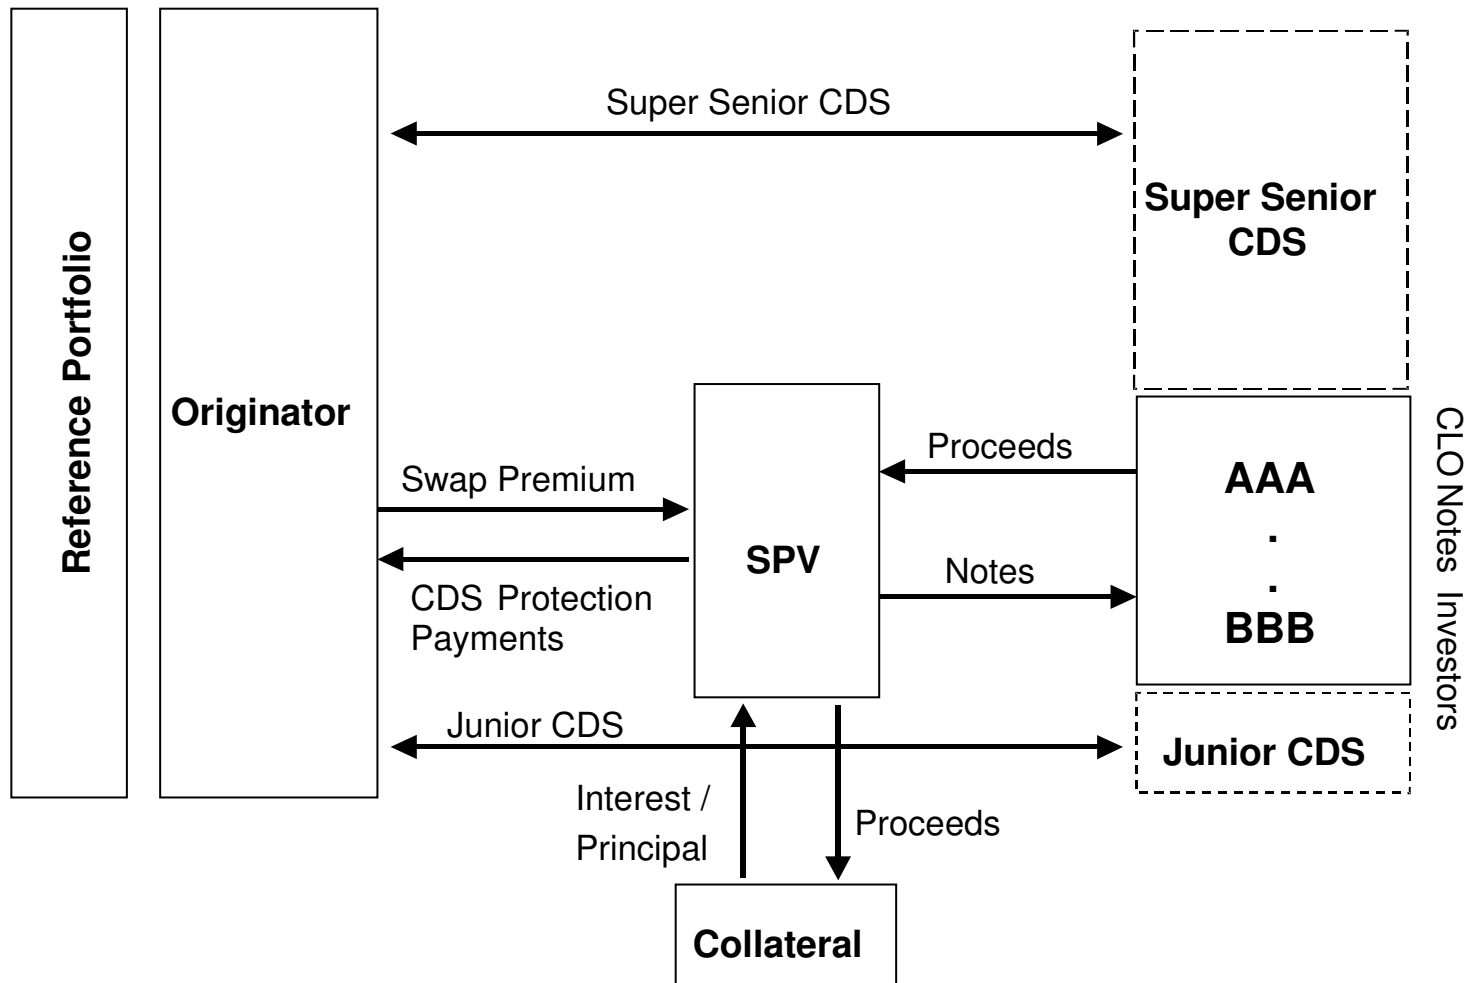 Super Senior CDS
Super Senior
CDS
Reference Portfolio
Originator
Proceeds
Swap Premium
AAA
.
.
BBB
SPV
Notes
CDS Protection
Payments
CLO Notes Investors
Junior CDS
Junior CDS
Interest /
Principal
Proceeds
Collateral